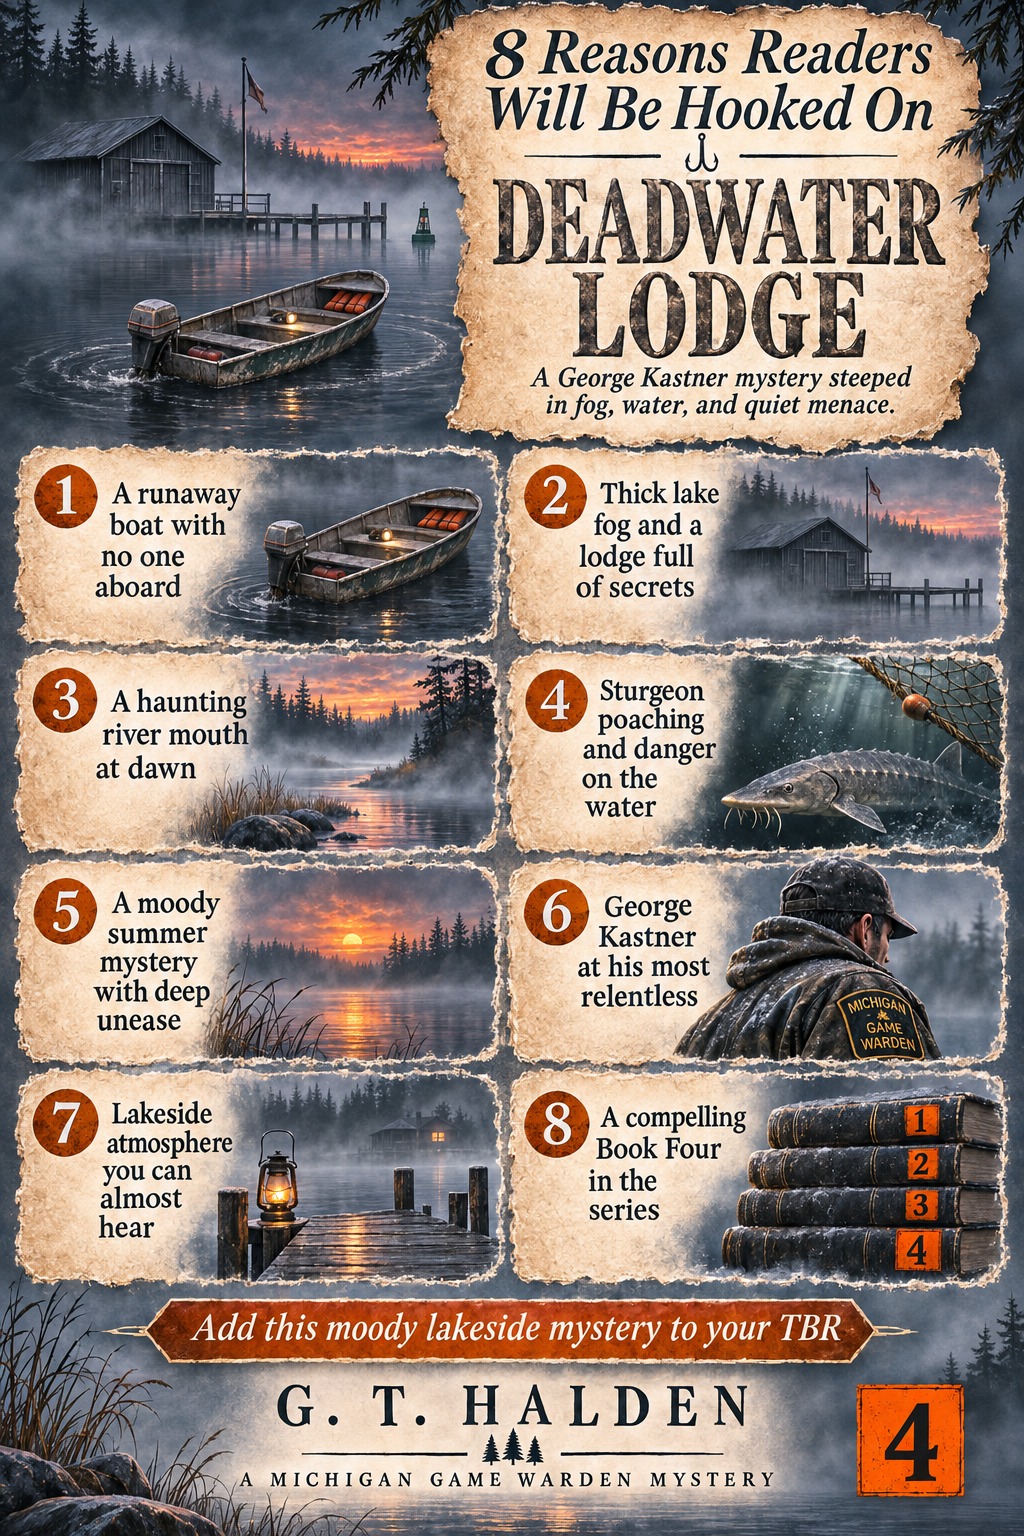 8 Reasons Readers
Will Be Hooked On
DEADWATER
LODGE
A George Kastner mystery steeped
in fog, water, and quiet menace.
1
A runaway
boat with
no one
aboard
2
Thick lake
fog and a
lodge full
of secrets
3
A haunting
river mouth
at dawn
4
Sturgeon
poaching
and danger
on the
water
5
A moody
summer
mystery
with deep
unease
6
George
Kastner
at his most
relentless
MICHIGAN
GAME
WARDEN
7
Lakeside
atmosphere
you can
almost
hear
8
A compelling
Book Four
in the
series
1
2
3
4
Add this moody lakeside mystery to your TBR
G. T. HALDEN
A MICHIGAN GAME WARDEN MYSTERY
4